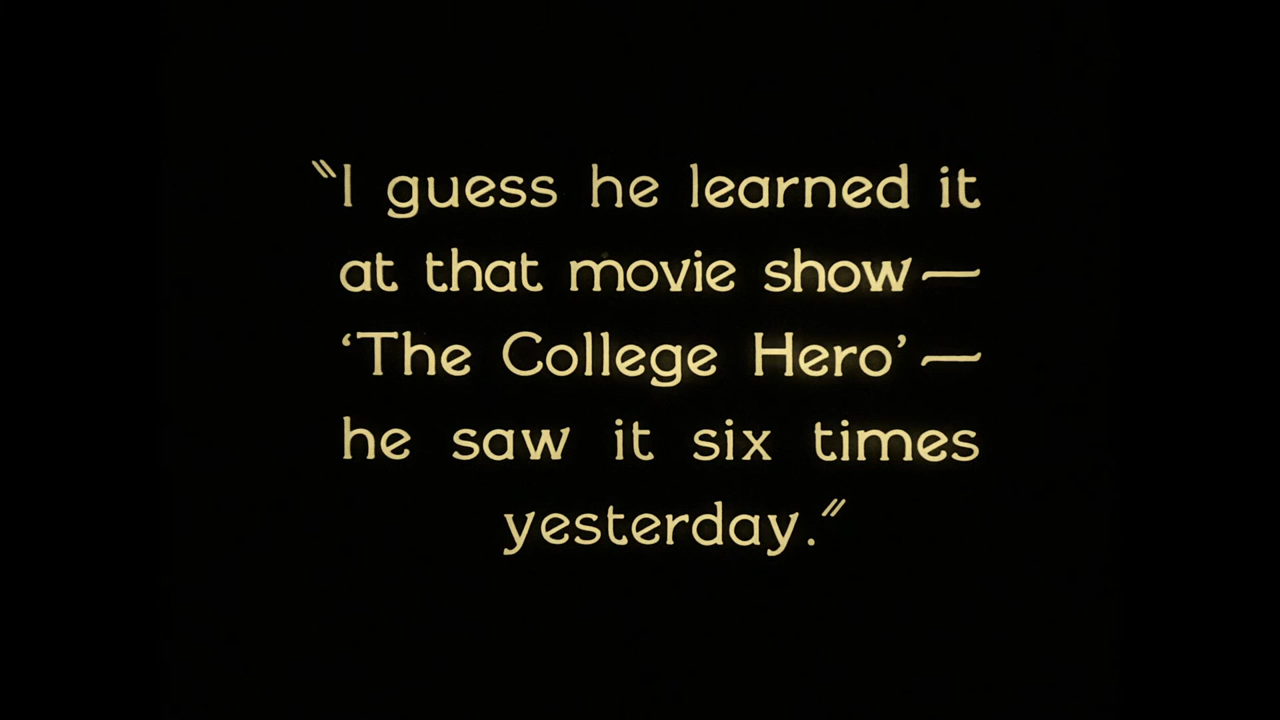 "I guess he learned it
at that movie show—
‘The College Hero’—
he saw it six times
yesterday."